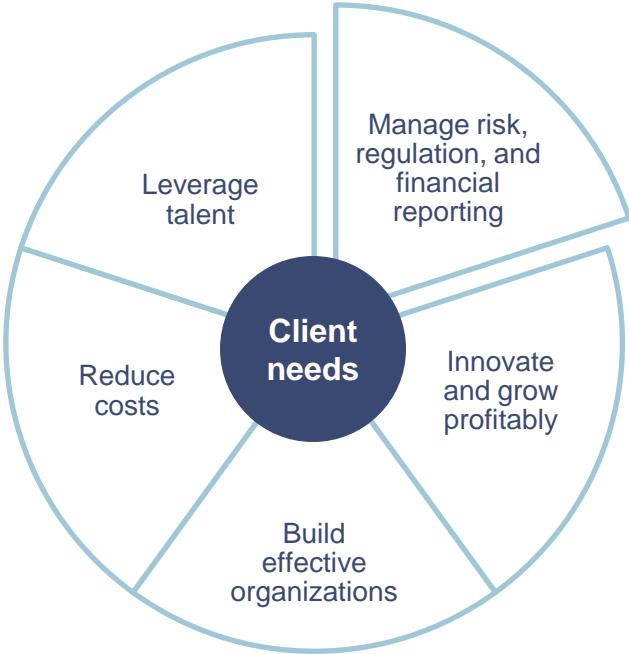 Manage risk,
regulation, and
financial
reporting
Leverage
talent
Client
needs
Innovate
and grow
profitably
Reduce
costs
Build
effective
organizations